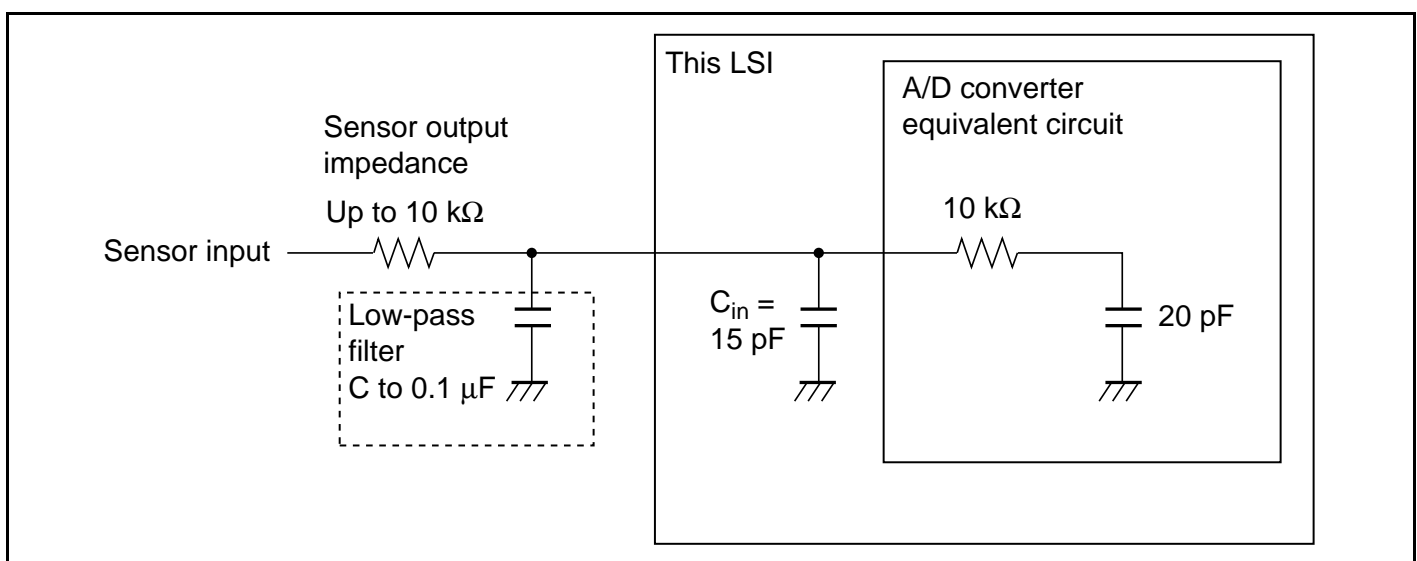 This LSI
A/D converter
equivalent circuit
Sensor output
impedance
Up to 10 kΩ
10 kΩ
Sensor input
Low-pass
filter
C to 0.1 μF
Cin =
15 pF
20 pF